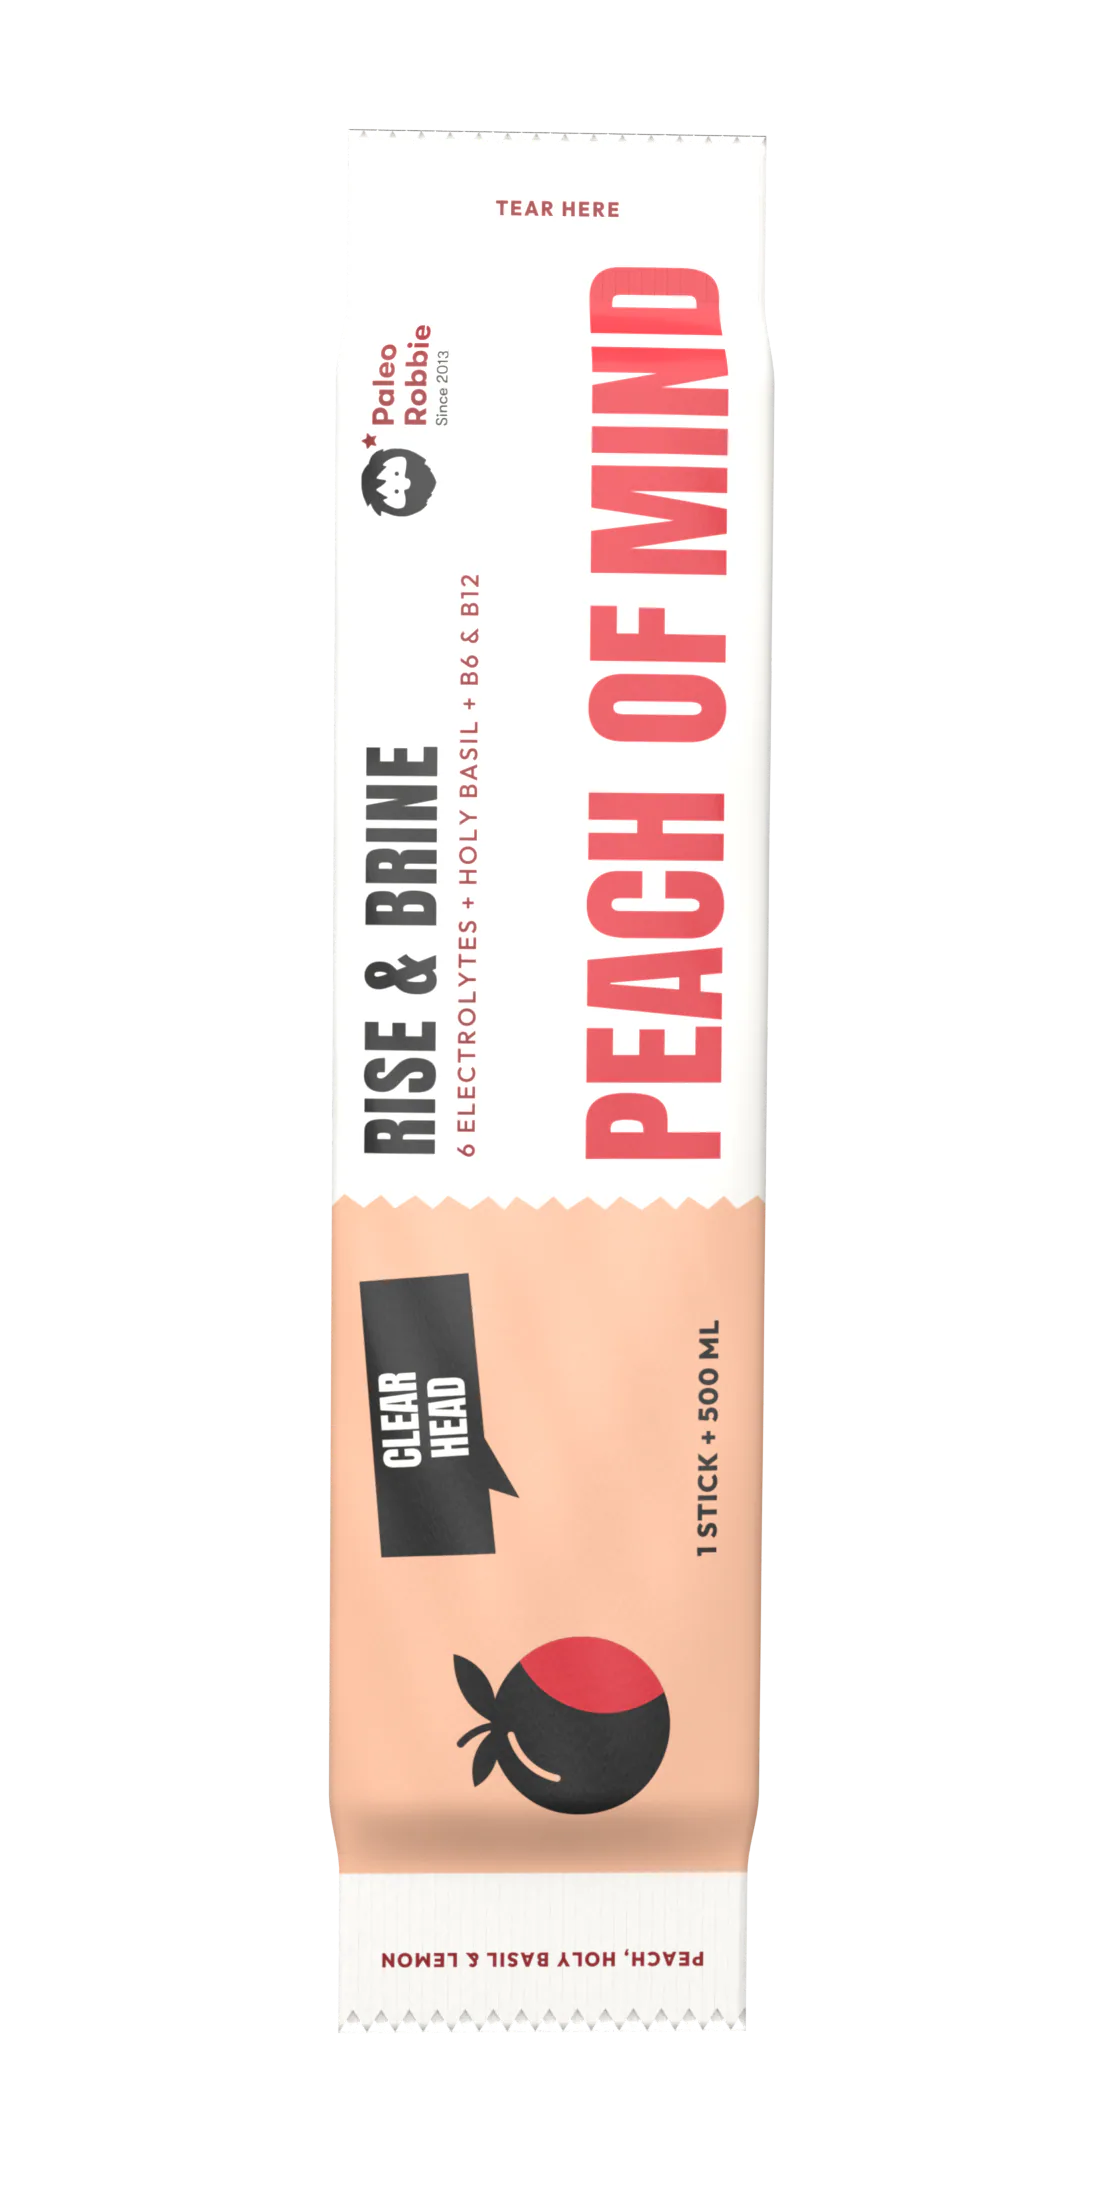 TEAR HERE
Paleo
Robbie
Since 2013
RISE & BRINE
6 ELECTROLYTES + HOLY BASIL + B6 & B12
PEACH OF MIND
CLEAR
HEAD
1 STICK + 500 ML
PEACH, HOLY BASIL & LEMON